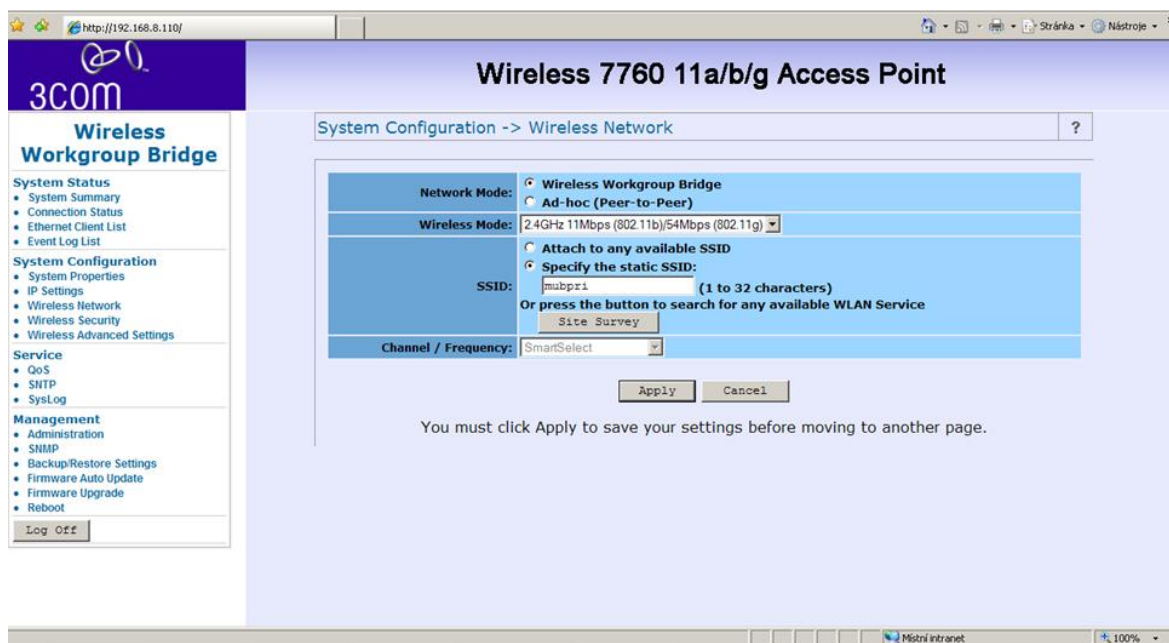 http://192.168.8.110/
Stránka
Nástroje
3COM
Wireless 7760 11a/b/g Access Point
Wireless
Workgroup Bridge
System Status
System Summary
Connection Status
Ethernet Client List
Event Log List
System Configuration
System Properties
IP Settings
Wireless Network
Wireless Security
Wireless Advanced Settings
Service
QoS
SNTP
SysLog
Management
Administration
SNMP
Backup/Restore Settings
Firmware Auto Update
Firmware Upgrade
Reboot
Log Off
System Configuration -> Wireless Network ?
Network Mode: Wireless Workgroup Bridge
Ad-hoc (Peer-to-Peer)
Wireless Mode: 2.4GHz 11Mbps (802.11b)/54Mbps (802.11g)
Attach to any available SSID
Specify the static SSID:
SSID: mubpri (1 to 32 characters)
Or press the button to search for any available WLAN Service
Site Survey
Channel / Frequency: SmartSelect
Apply Cancel
You must click Apply to save your settings before moving to another page.
Místní intranet 100%